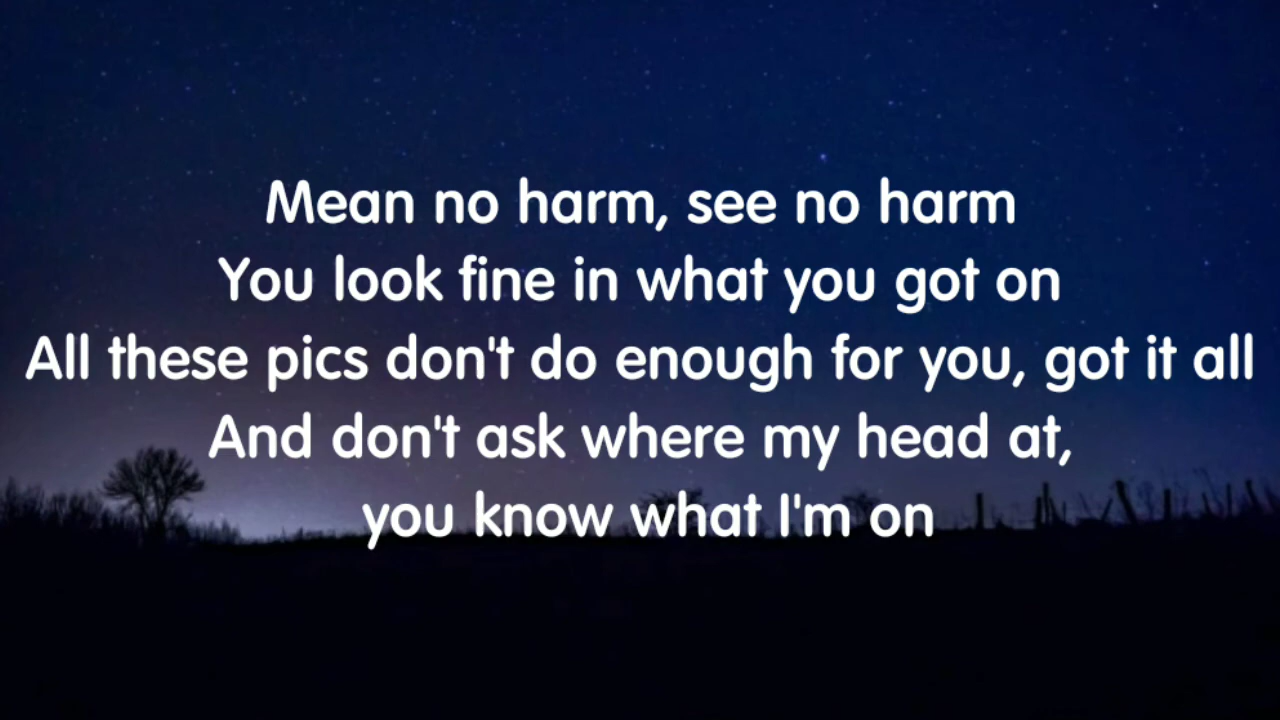 Mean no harm, see no harm
You look fine in what you got on
All these pics don't do enough for you, got it all
And don't ask where my head at,
you know what I'm on